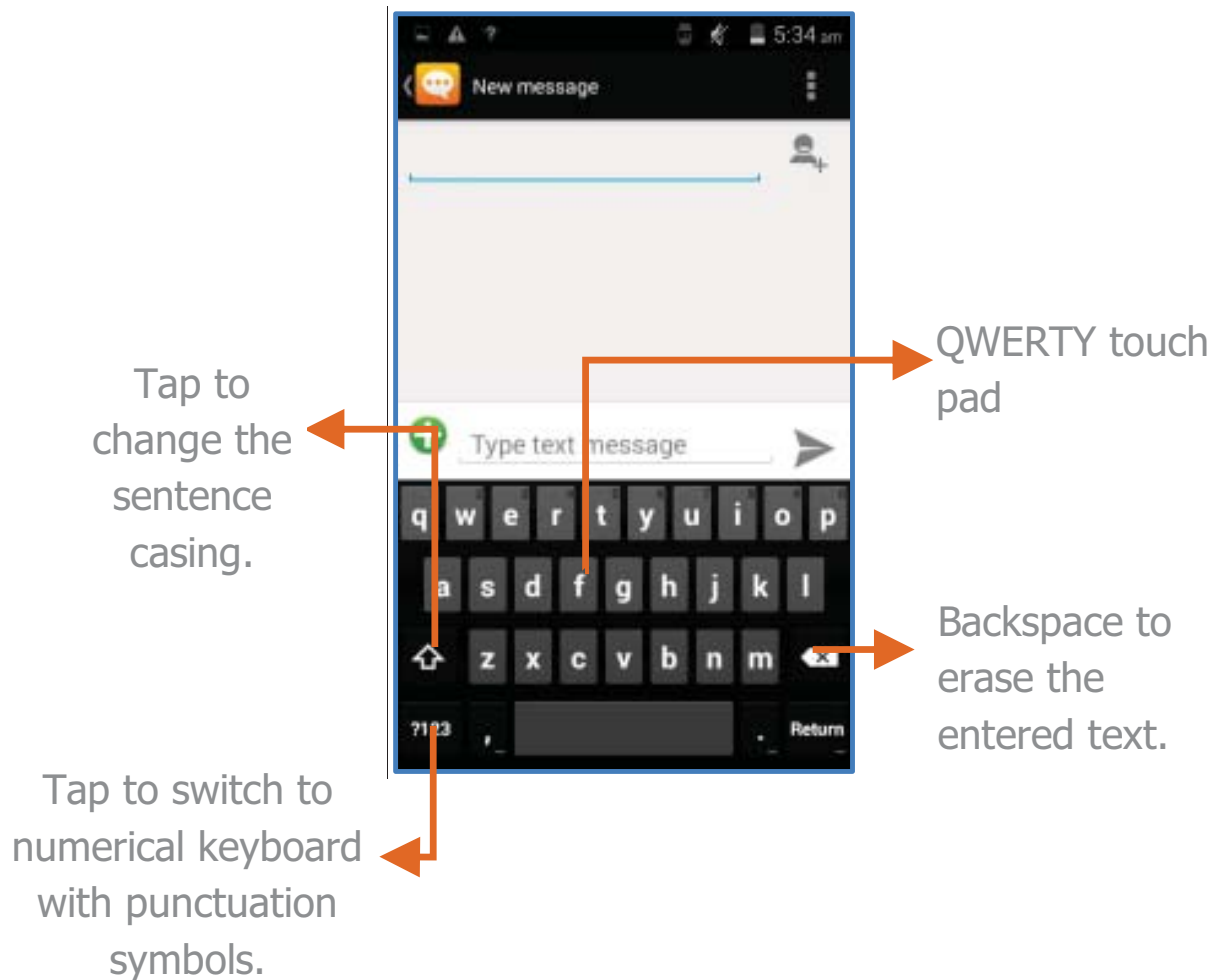 5:34 am
New message
QWERTY touch
pad
Tap to
change the
sentence
casing.
Type text message
q w e r t y u i o p
a s d f g h j k l
z x c v b n m
Backspace to
erase the
entered text.
?123 , . Return
Tap to switch to
numerical keyboard
with punctuation
symbols.